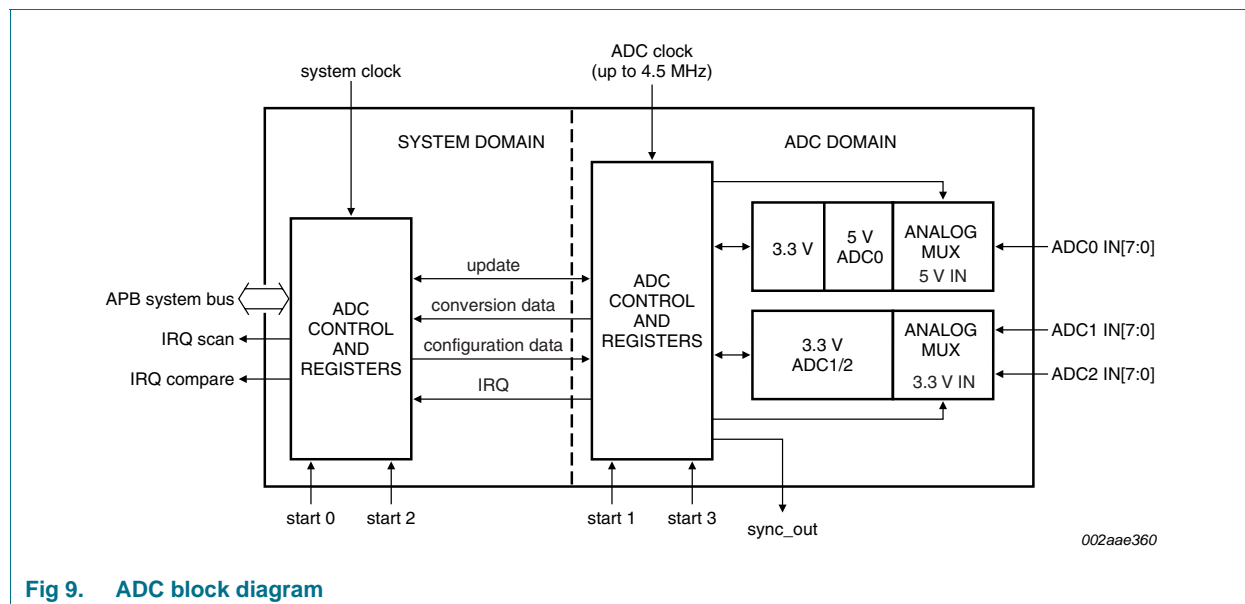 ADC clock
(up to 4.5 MHz)
system clock
SYSTEM DOMAIN
ADC DOMAIN
APB system bus
IRQ scan
IRQ compare
ADC
CONTROL
AND
REGISTERS
update
conversion data
configuration data
IRQ
ADC
CONTROL
AND
REGISTERS
3.3 V
5 V
ADC0
ANALOG
MUX
5 V IN
ADC0 IN[7:0]
3.3 V
ADC1/2
ANALOG
MUX
3.3 V IN
ADC1 IN[7:0]
ADC2 IN[7:0]
start 0
start 2
start 1
start 3
sync_out
002aae360
Fig 9. ADC block diagram